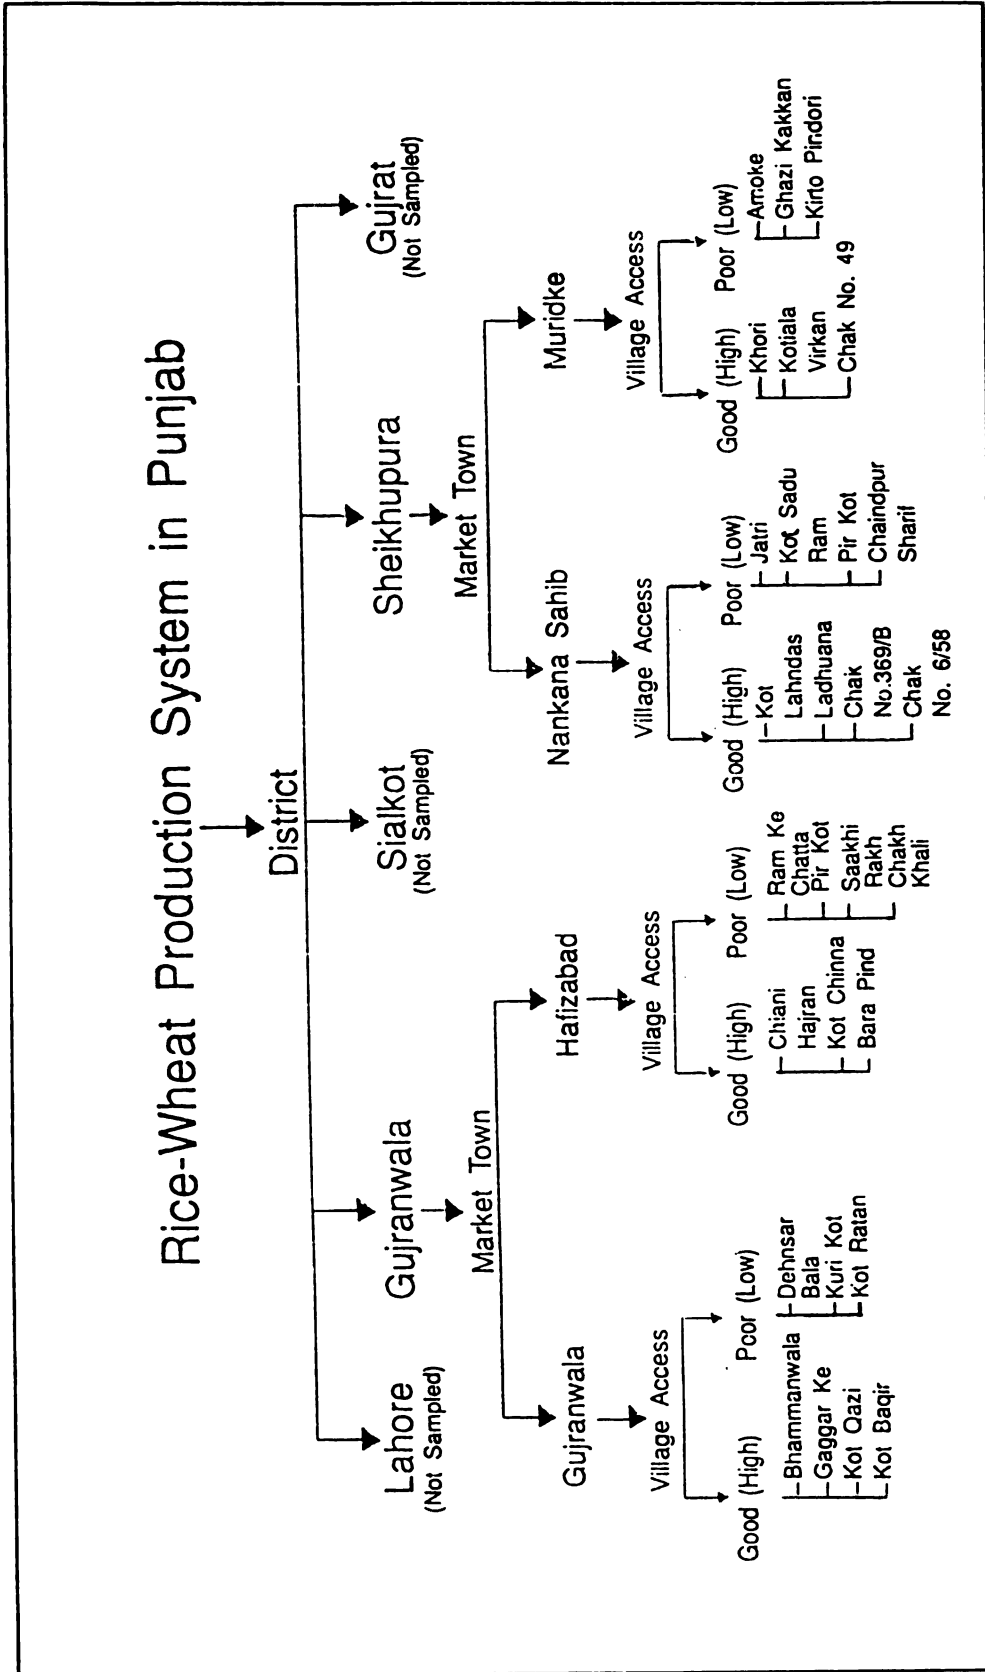 Rice-Wheat Production System in Punjab
District
Lahore
(Not Sampled)
Gujranwala
Sialkot
(Not Sampled)
Sheikhupura
Gujrat
(Not Sampled)
Market Town
Market Town
Gujranwala
Hafizabad
Nankana Sahib
Muridke
Village Access
Village Access
Village Access
Village Access
Good (High)
Poor (Low)
Good (High)
Poor (Low)
Good (High)
Poor (Low)
Good (High)
Poor (Low)
Bhammanwala
Gaggar Ke
Kot Qazi
Kot Baqir
Dehnsar
Bala
Kuri Kot
Kot Ratan
Chiani
Hajran
Kot Chinna
Bara Pind
Ram Ke
Chatta
Pir Kot
Saakhi
Rakh
Chakh
Khali
Kot
Lahndas
Ladhuana
Chak
No.369/B
Chak
No. 6/58
Jatri
Kot Sadu
Ram
Pir Kot
Chaindpur
Sharif
Khori
Kotiala
Virkan
Chak No. 49
Amoke
Ghazi Kakkan
Kirto Pindori